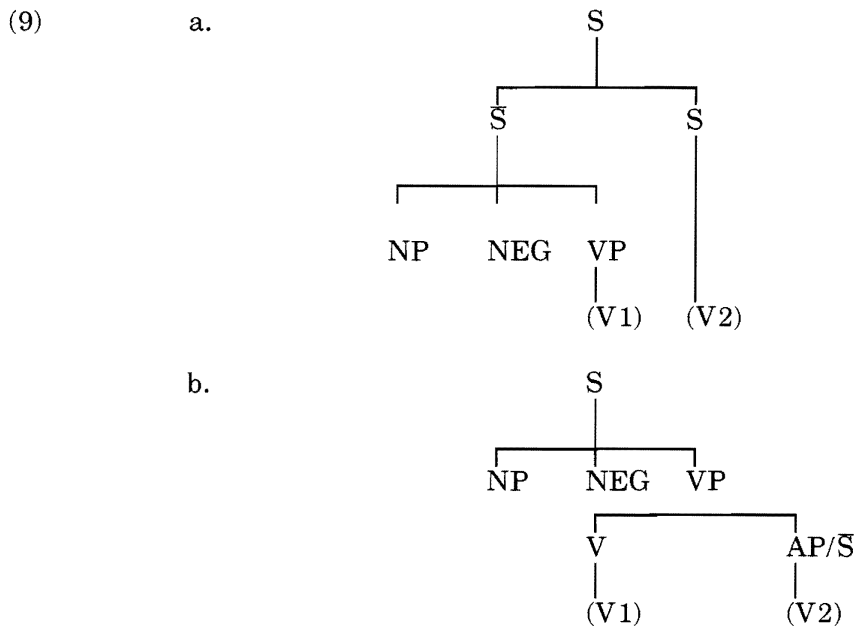 (9) a. S
S̅ S
NP NEG VP
(V1) (V2)
b. S
NP NEG VP
V AP/S̅
(V1) (V2)